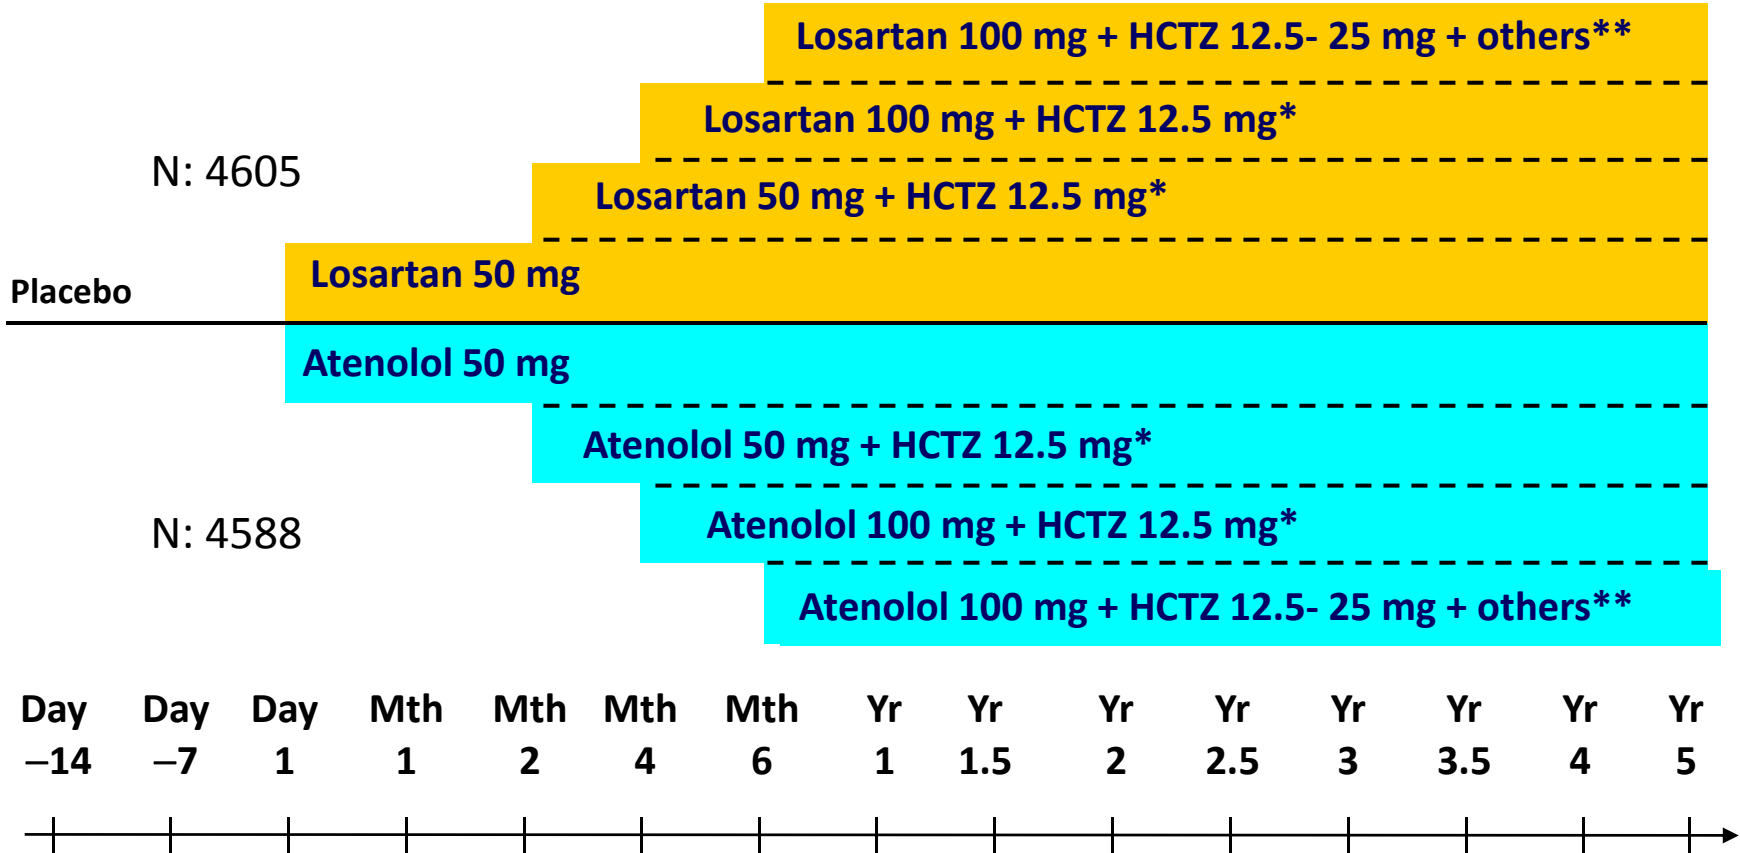 Losartan 100 mg + HCTZ 12.5- 25 mg + others**
Losartan 100 mg + HCTZ 12.5 mg*
N: 4605
Losartan 50 mg + HCTZ 12.5 mg*
Losartan 50 mg
Placebo
Atenolol 50 mg
Atenolol 50 mg + HCTZ 12.5 mg*
N: 4588
Atenolol 100 mg + HCTZ 12.5 mg*
Atenolol 100 mg + HCTZ 12.5- 25 mg + others**
Day Day Day Mth Mth Mth Mth Yr Yr Yr Yr Yr Yr Yr Yr
–14 –7 1 1 2 4 6 1 1.5 2 2.5 3 3.5 4 5